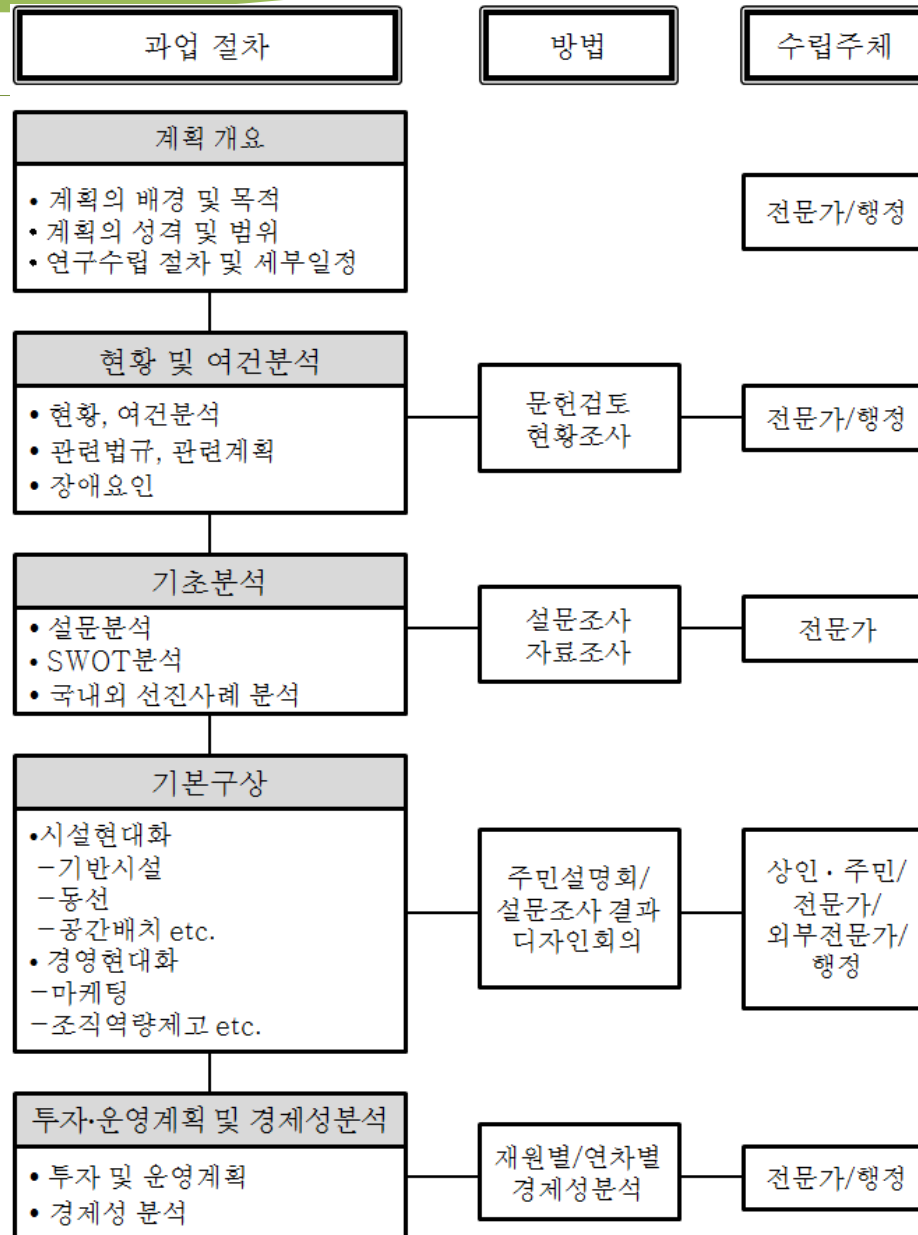 과업 절차
방법
수립주체
계획 개요
• 계획의 배경 및 목적
• 계획의 성격 및 범위
• 연구수립 절차 및 세부일정
전문가/행정
현황 및 여건분석
• 현황, 여건분석
• 관련법규, 관련계획
• 장애요인
문헌검토
현황조사
전문가/행정
기초분석
• 설문분석
• SWOT분석
• 국내외 선진사례 분석
설문조사
자료조사
전문가
기본구상
•시설현대화
－기반시설
－동선
－공간배치 etc.
• 경영현대화
－마케팅
－조직역량제고 etc.
주민설명회/
설문조사 결과
디자인회의
상인·주민/
전문가/
외부전문가/
행정
투자·운영계획 및 경제성분석
• 투자 및 운영계획
• 경제성 분석
재원별/연차별
경제성분석
전문가/행정